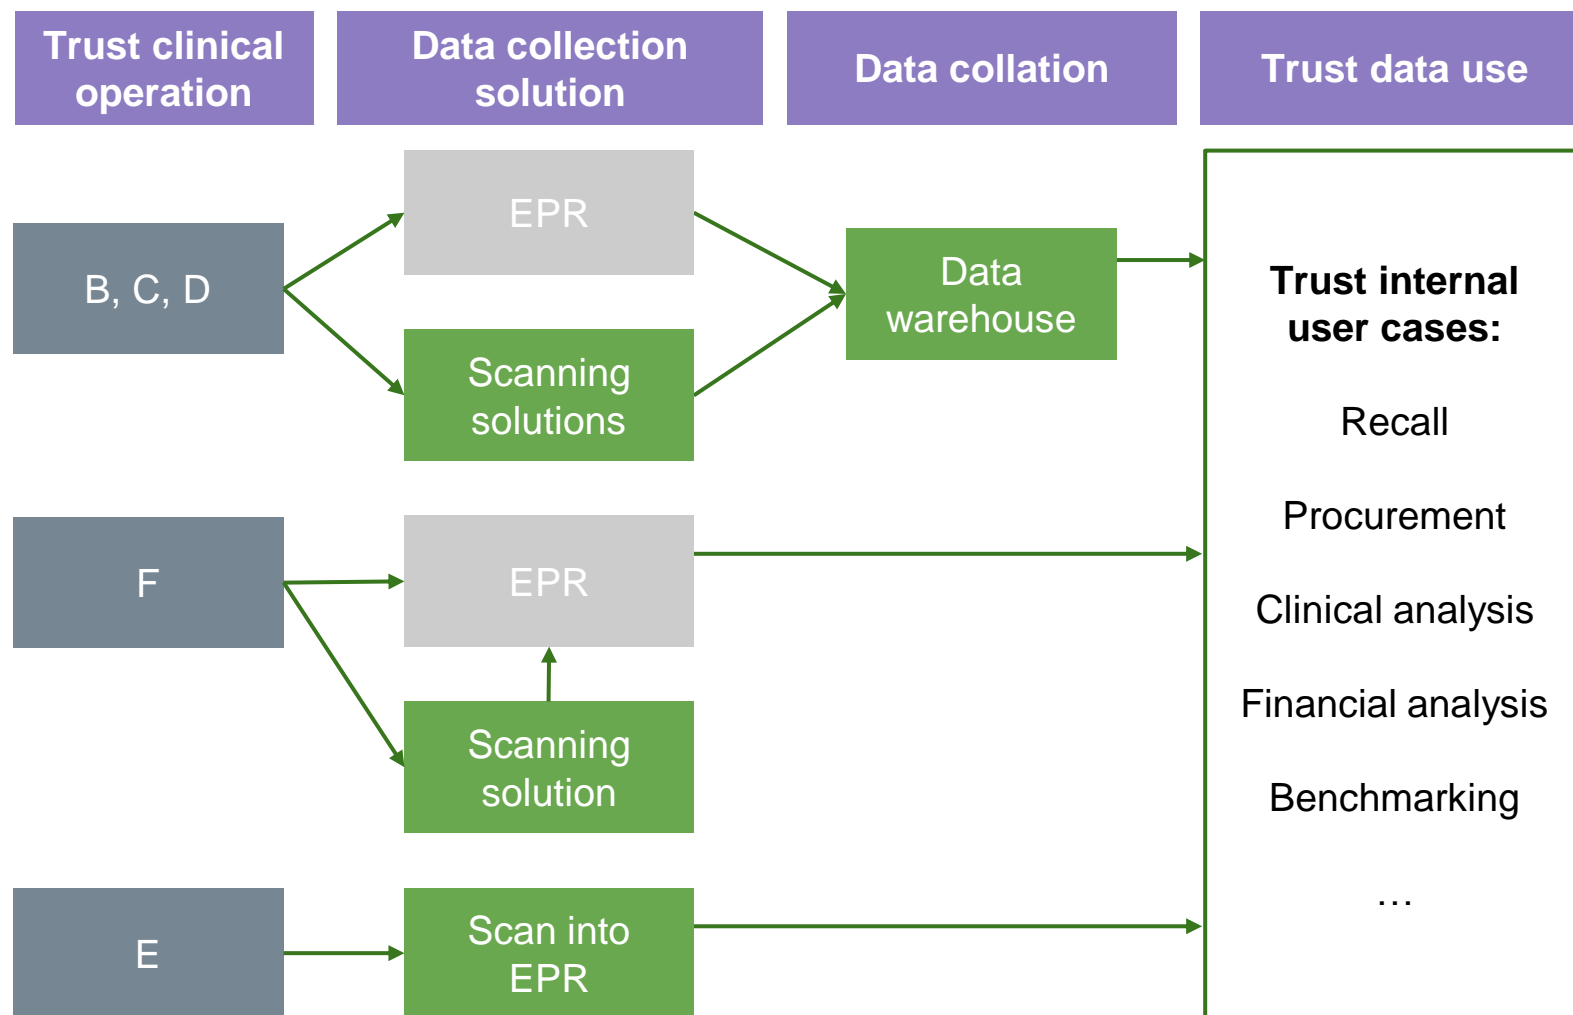 Trust clinical
operation
Data collection
solution
Data collation
Trust data use
B, C, D
EPR
Scanning
solutions
Data
warehouse
F
EPR
Scanning
solution
E
Scan into
EPR
Trust internal
user cases:
Recall
Procurement
Clinical analysis
Financial analysis
Benchmarking
…